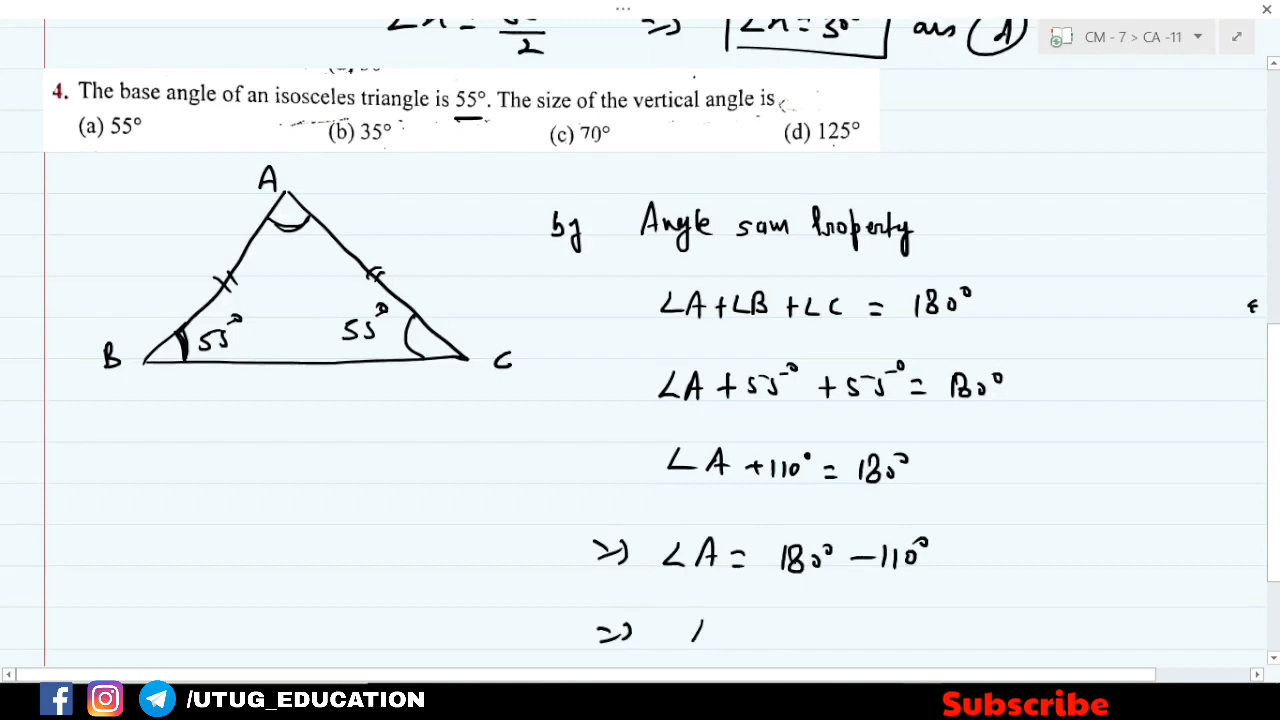 ∠A = ⇒ ∠A = 30° ans (A)
CM - 7 > CA -11
4. The base angle of an isosceles triangle is 55°. The size of the vertical angle is
(a) 55° (b) 35° (c) 70° (d) 125°
A
by Angle sum Property
∠A + ∠B + ∠C = 180°
55° 55°
B C
∠A + 55° + 55° = 180°
∠A + 110° = 180°
⇒ ∠A = 180° - 110°
⇒
/UTUG_EDUCATION
Subscribe